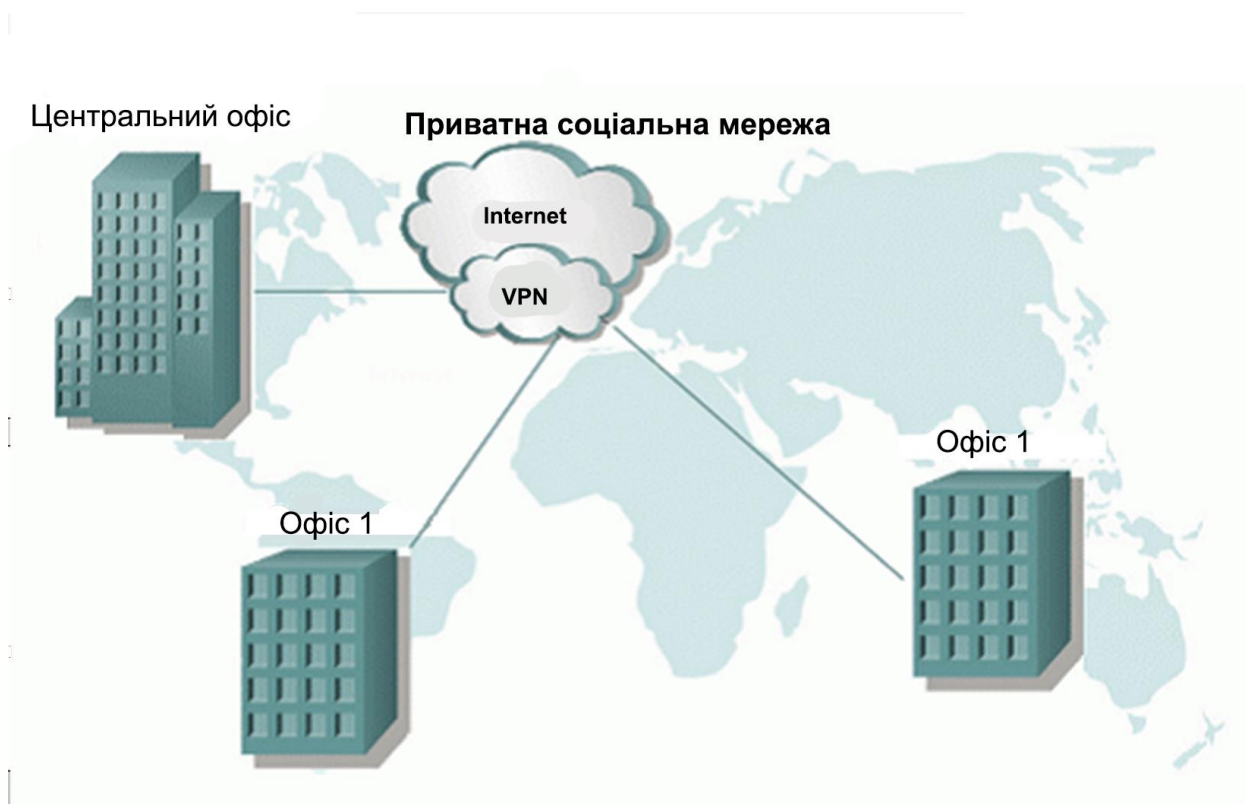 Центральний офіс
Приватна соціальна мережа
Internet
VPN
Офіс 1
Офіс 1